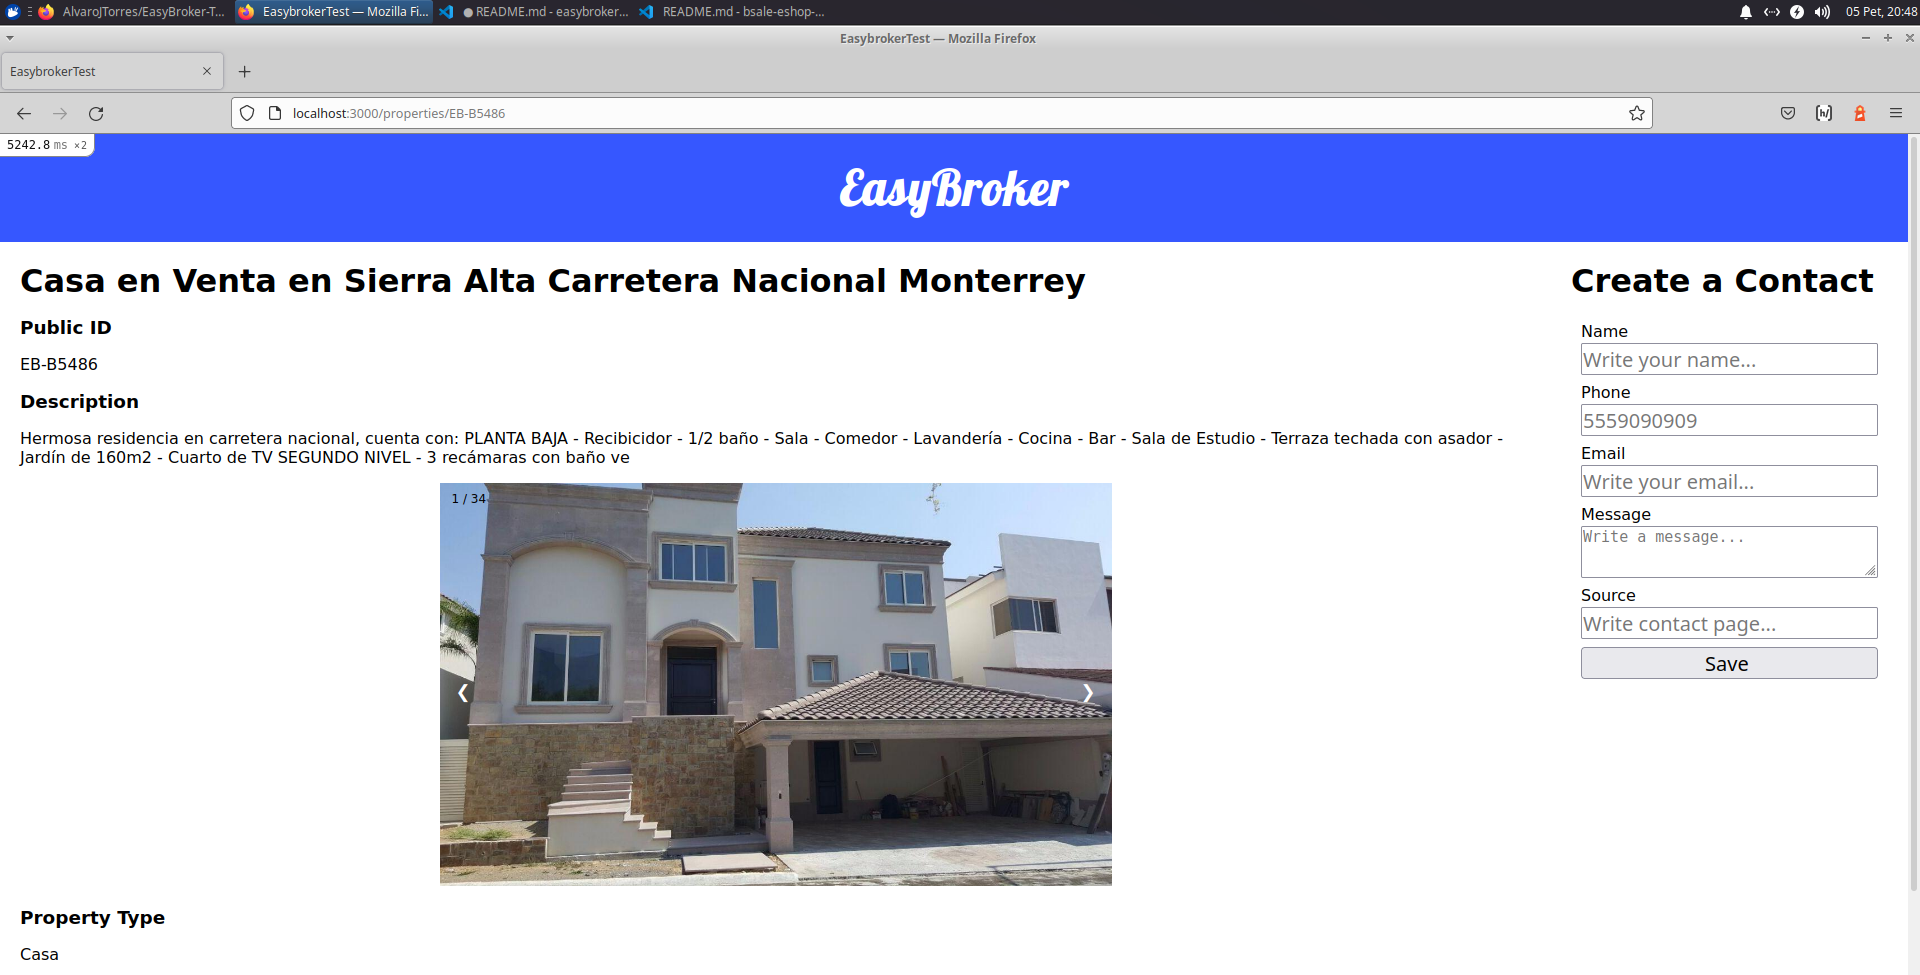 AlvaroJTorres/EasyBroker-T...
EasybrokerTest — Mozilla Fi...
README.md - easybroker...
README.md - bsale-eshop-...
05 Pet, 20:48
EasybrokerTest — Mozilla Firefox
EasybrokerTest
localhost:3000/properties/EB-B5486
5242.8 ms ×2
EasyBroker
Casa en Venta en Sierra Alta Carretera Nacional Monterrey
Public ID
EB-B5486
Description
Hermosa residencia en carretera nacional, cuenta con: PLANTA BAJA - Recibicidor - 1/2 baño - Sala - Comedor - Lavandería - Cocina - Bar - Sala de Estudio - Terraza techada con asador -
Jardín de 160m2 - Cuarto de TV SEGUNDO NIVEL - 3 recámaras con baño ve
1 / 34
Property Type
Casa
Create a Contact
Name
Write your name...
Phone
5559090909
Email
Write your email...
Message
Write a message...
Source
Write contact page...
Save